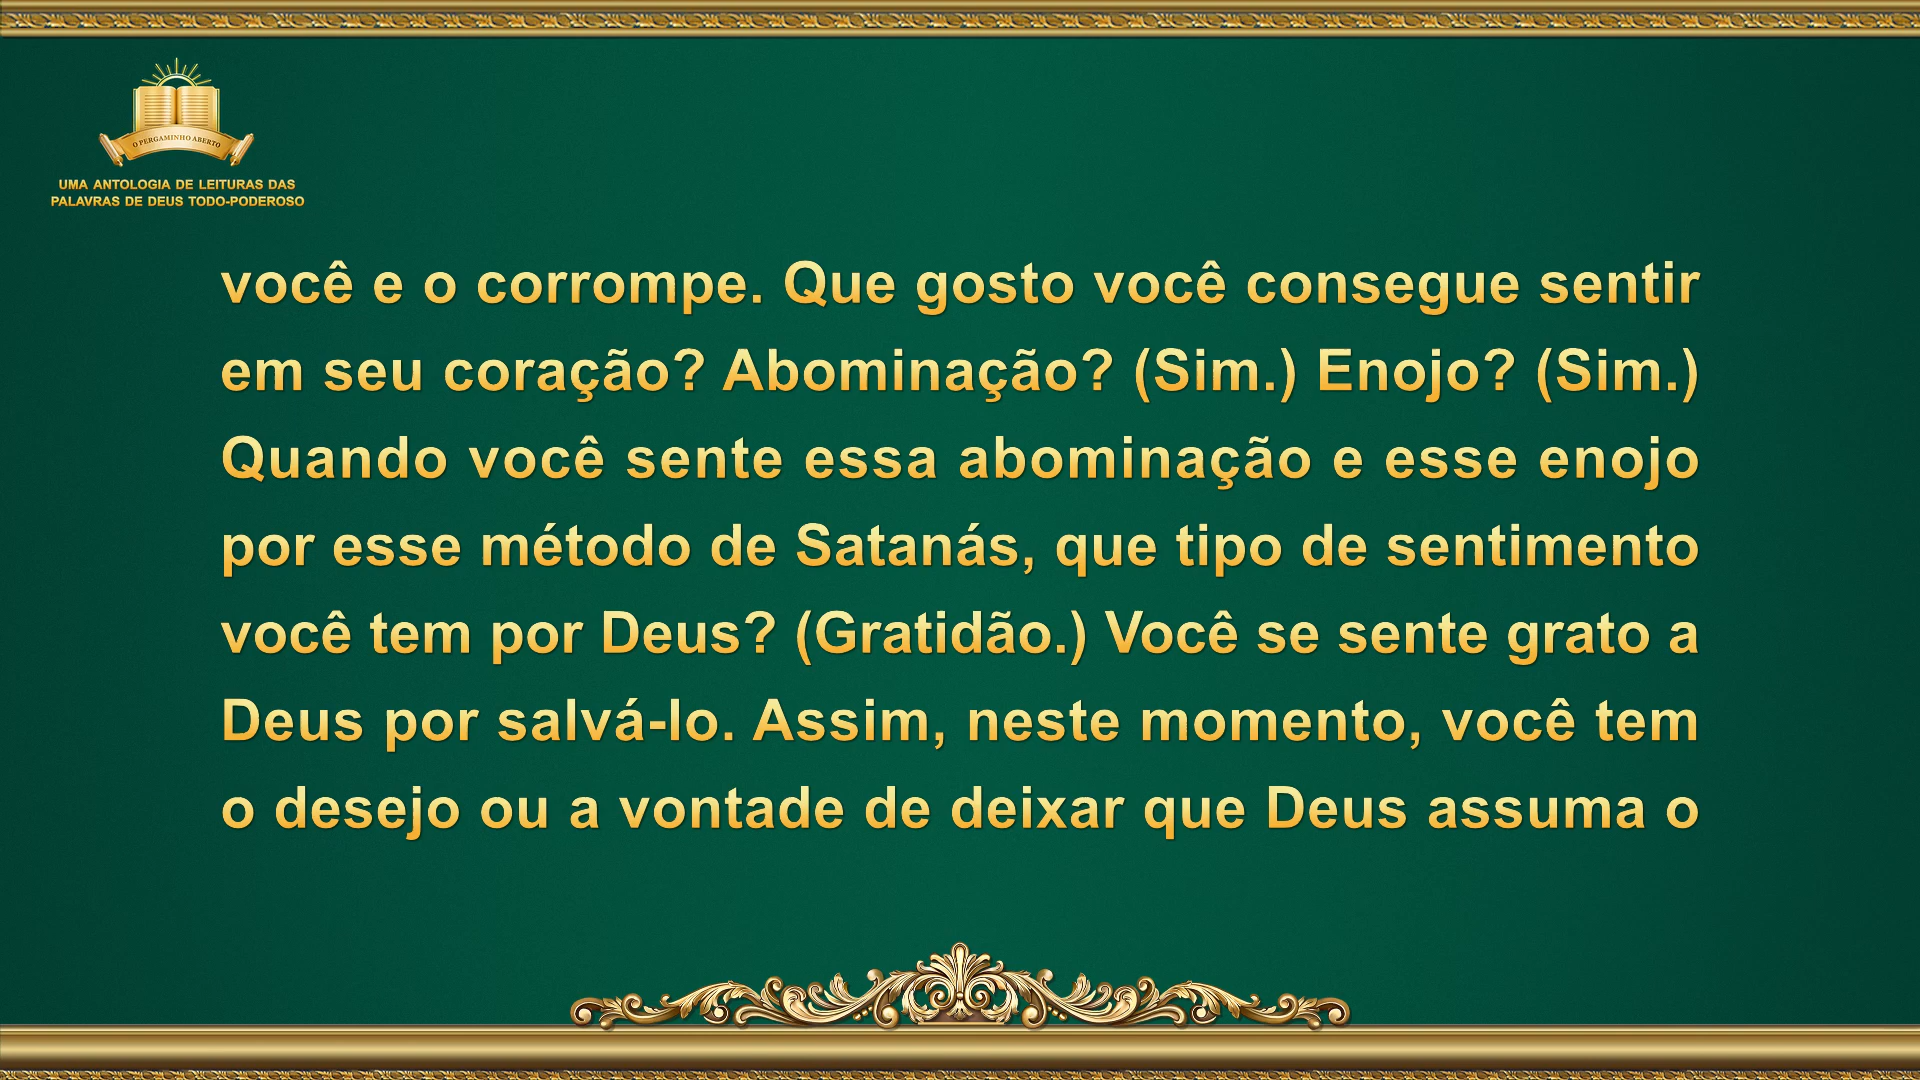 O PERGAMINHO ABERTO
UMA ANTOLOGIA DE LEITURAS DAS
PALAVRAS DE DEUS TODO-PODEROSO
você e o corrompe. Que gosto você consegue sentir
em seu coração? Abominação? (Sim.) Enojo? (Sim.)
Quando você sente essa abominação e esse enojo
por esse método de Satanás, que tipo de sentimento
você tem por Deus? (Gratidão.) Você se sente grato a
Deus por salvá-lo. Assim, neste momento, você tem
o desejo ou a vontade de deixar que Deus assuma o